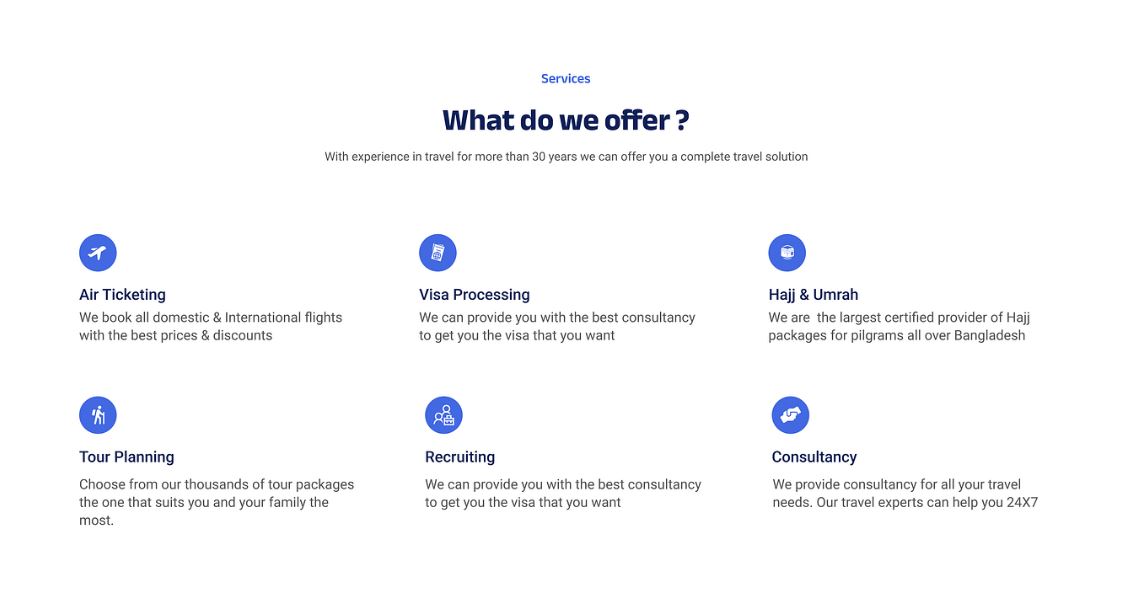 Services
What do we offer ?
With experience in travel for more than 30 years we can offer you a complete travel solution
Air Ticketing
We book all domestic & International flights
with the best prices & discounts
Visa Processing
We can provide you with the best consultancy
to get you the visa that you want
Hajj & Umrah
We are  the largest certified provider of Hajj
packages for pilgrams all over Bangladesh
Tour Planning
Choose from our thousands of tour packages
the one that suits you and your family the
most.
Recruiting
We can provide you with the best consultancy
to get you the visa that you want
Consultancy
We provide consultancy for all your travel
needs. Our travel experts can help you 24X7